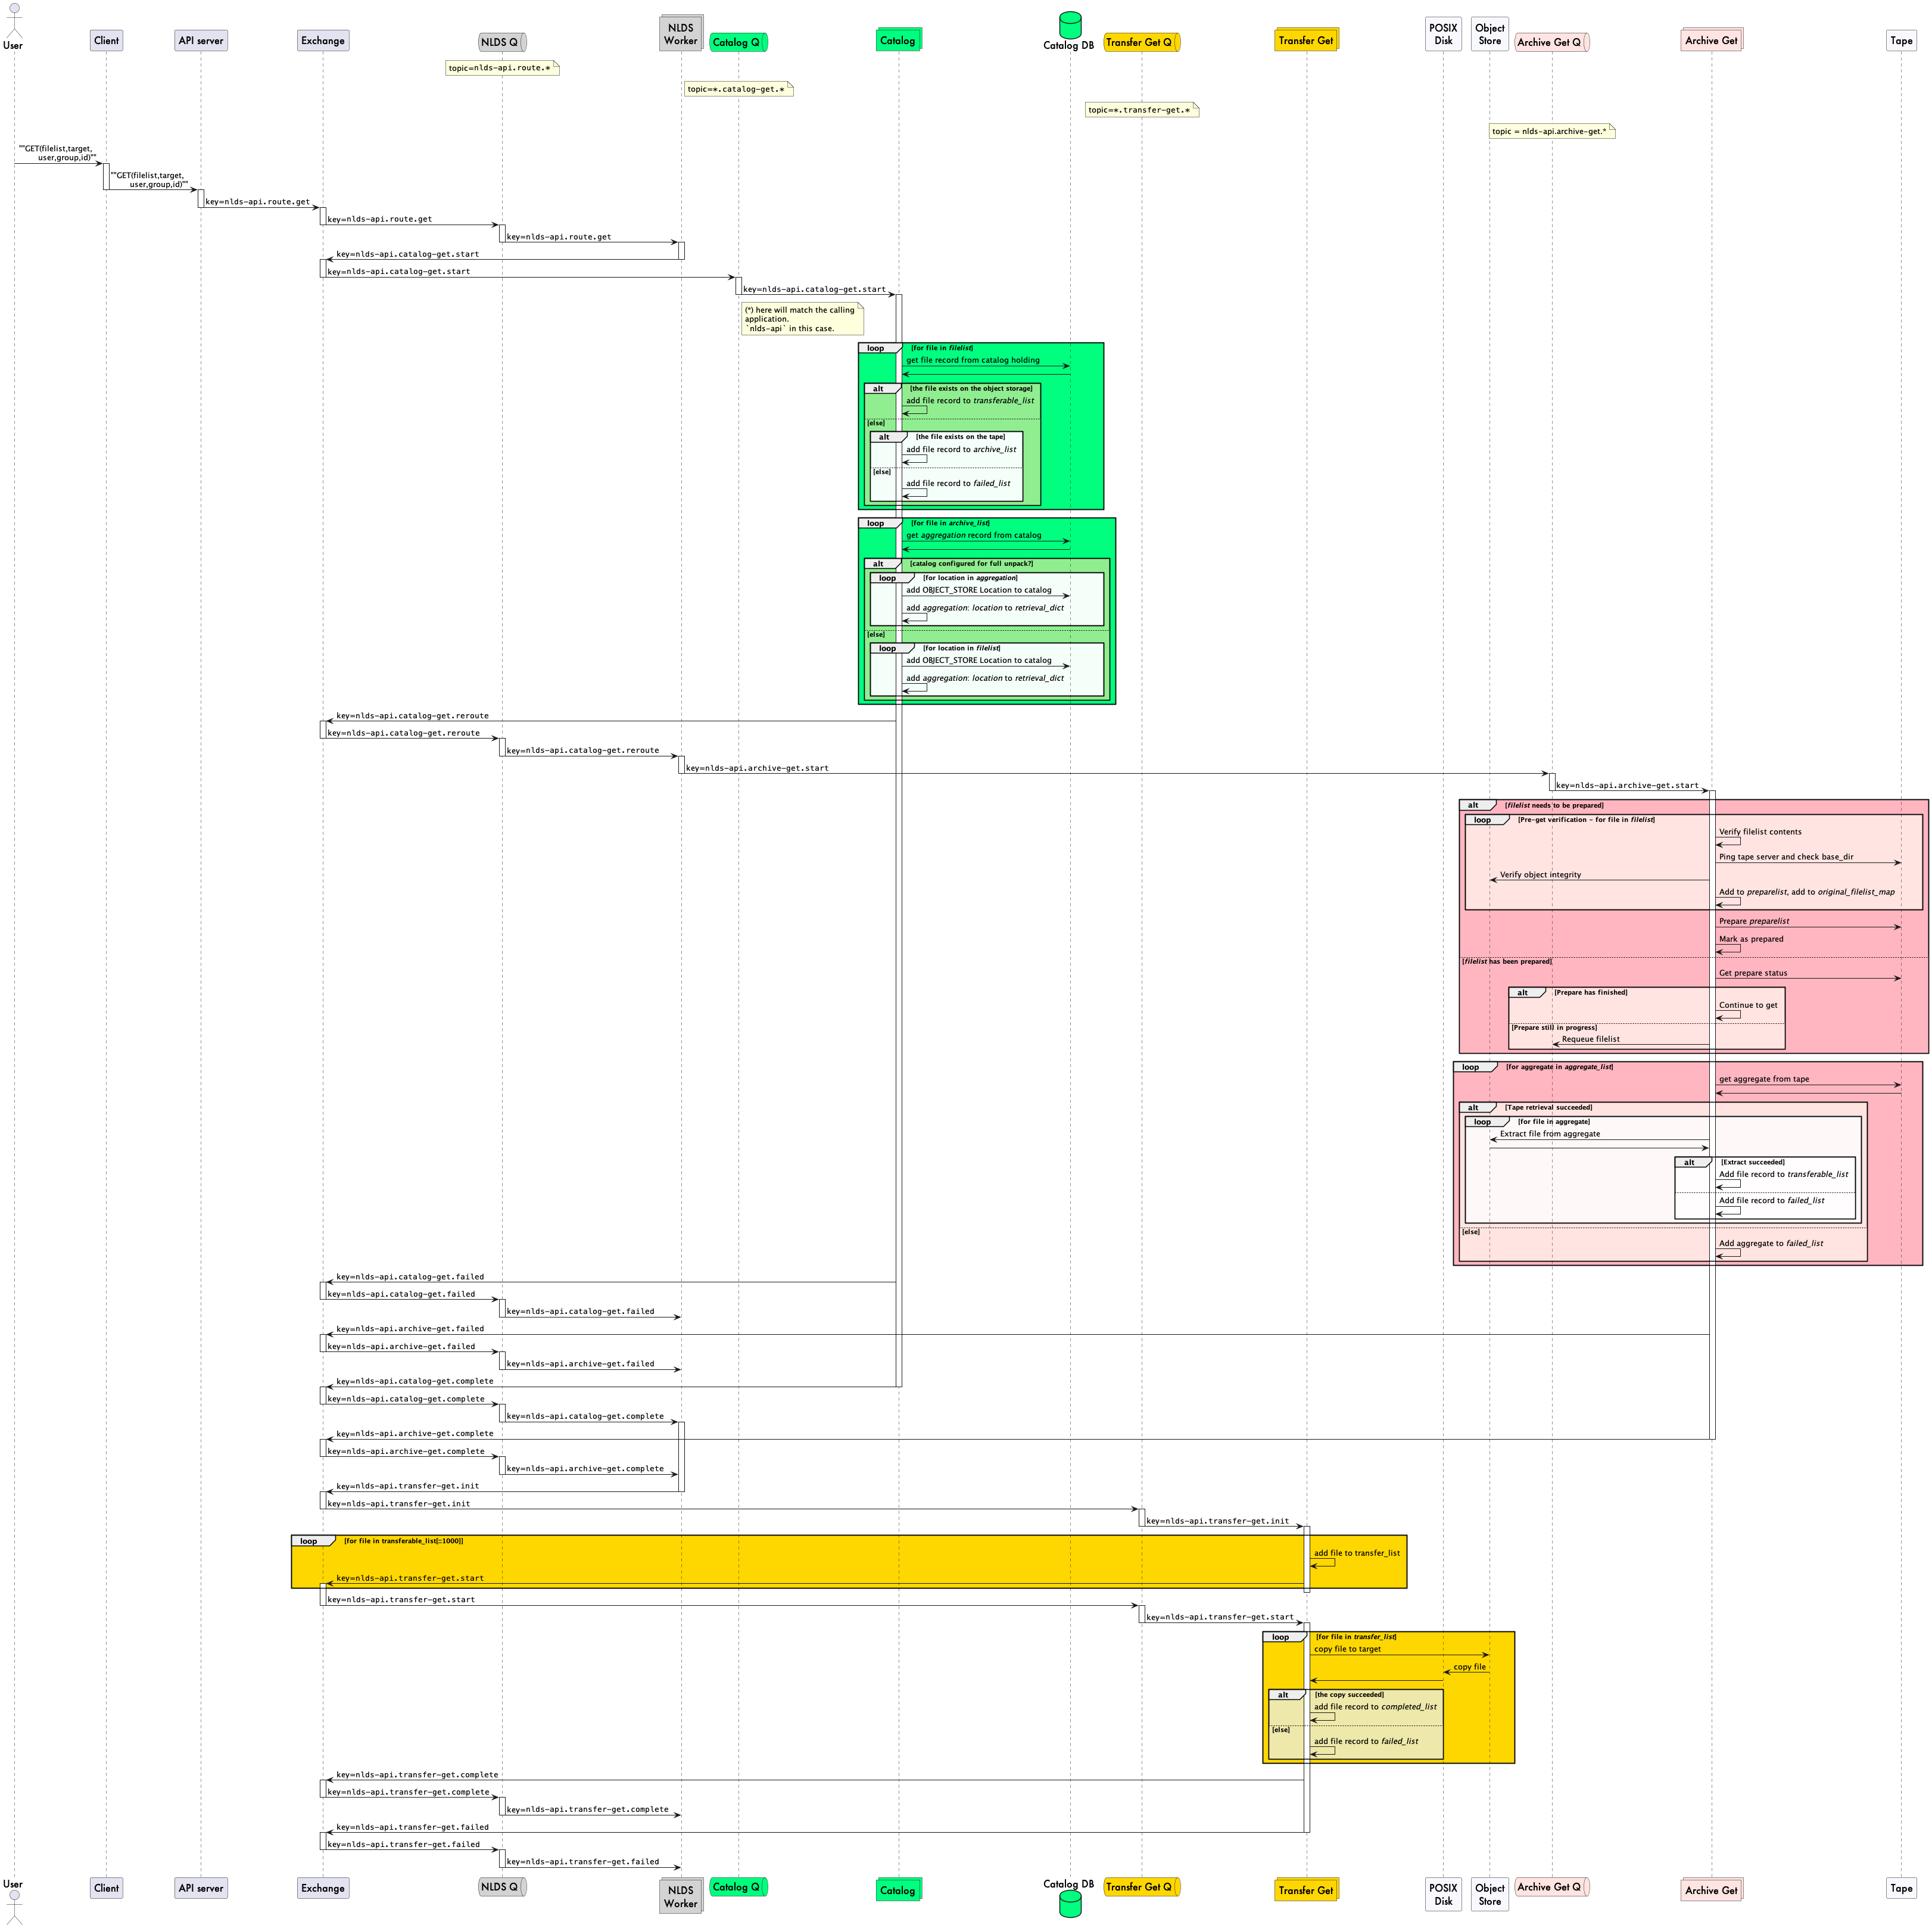 User
Client
API server
Exchange
NLDS Q
NLDS
Worker
Catalog Q
Catalog
Catalog DB
Transfer Get Q
Transfer Get
POSIX
Disk
Object
Store
Archive Get Q
Archive Get
Tape
topic=nlds-api.route.*
topic=*.catalog-get.*
topic=*.transfer-get.*
topic = nlds-api.archive-get.*
""GET(filelist,target,
user,group,id)""
""GET(filelist,target,
user,group,id)""
key=nlds-api.route.get
key=nlds-api.route.get
key=nlds-api.route.get
key=nlds-api.catalog-get.start
key=nlds-api.catalog-get.start
key=nlds-api.catalog-get.start
(*) here will match the calling
application.
`nlds-api` in this case.
loop [for file in filelist]
get file record from catalog holding
alt [the file exists on the object storage]
add file record to transferable_list
[else]
alt [the file exists on the tape]
add file record to archive_list
[else]
add file record to failed_list
loop [for file in archive_list]
get aggregation record from catalog
alt [catalog configured for full unpack?]
loop [for location in aggregation]
add OBJECT_STORE Location to catalog
add aggregation: location to retrieval_dict
[else]
loop [for location in filelist]
add OBJECT_STORE Location to catalog
add aggregation: location to retrieval_dict
key=nlds-api.catalog-get.reroute
key=nlds-api.catalog-get.reroute
key=nlds-api.catalog-get.reroute
key=nlds-api.archive-get.start
key=nlds-api.archive-get.start
alt [filelist needs to be prepared]
loop [Pre-get verification - for file in filelist]
Verify filelist contents
Ping tape server and check base_dir
Verify object integrity
Add to preparelist, add to original_filelist_map
Prepare preparelist
Mark as prepared
[filelist has been prepared]
Get prepare status
alt [Prepare has finished]
Continue to get
[Prepare still in progress]
Requeue filelist
loop [for aggregate in aggregate_list]
get aggregate from tape
alt [Tape retrieval succeeded]
loop [for file in aggregate]
Extract file from aggregate
alt [Extract succeeded]
Add file record to transferable_list
Add file record to failed_list
[else]
Add aggregate to failed_list
key=nlds-api.catalog-get.failed
key=nlds-api.catalog-get.failed
key=nlds-api.catalog-get.failed
key=nlds-api.archive-get.failed
key=nlds-api.archive-get.failed
key=nlds-api.archive-get.failed
key=nlds-api.catalog-get.complete
key=nlds-api.catalog-get.complete
key=nlds-api.catalog-get.complete
key=nlds-api.archive-get.complete
key=nlds-api.archive-get.complete
key=nlds-api.archive-get.complete
key=nlds-api.transfer-get.init
key=nlds-api.transfer-get.init
key=nlds-api.transfer-get.init
loop [for file in transferable_list[::1000]]
add file to transfer_list
key=nlds-api.transfer-get.start
key=nlds-api.transfer-get.start
key=nlds-api.transfer-get.start
loop [for file in transfer_list]
copy file to target
copy file
alt [the copy succeeded]
add file record to completed_list
[else]
add file record to failed_list
key=nlds-api.transfer-get.complete
key=nlds-api.transfer-get.complete
key=nlds-api.transfer-get.complete
key=nlds-api.transfer-get.failed
key=nlds-api.transfer-get.failed
key=nlds-api.transfer-get.failed
User
Client
API server
Exchange
NLDS Q
NLDS
Worker
Catalog Q
Catalog
Catalog DB
Transfer Get Q
Transfer Get
POSIX
Disk
Object
Store
Archive Get Q
Archive Get
Tape